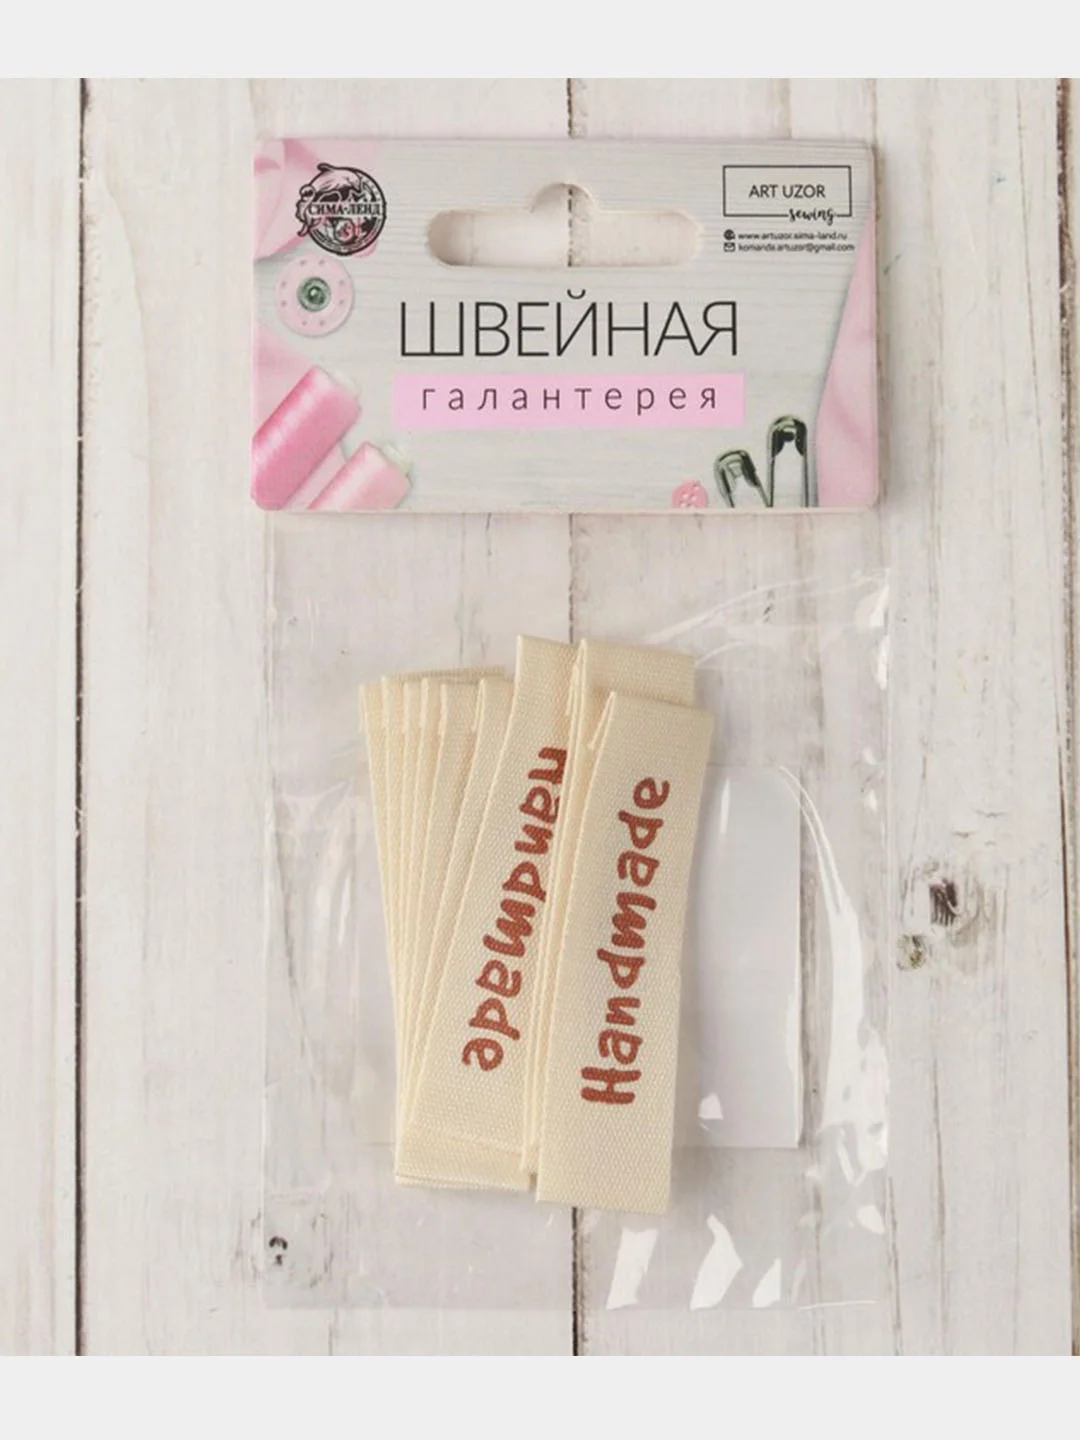 СИМА-ЛЕНД
ART UZOR
sewing
www.artuzor.sima-land.ru
komanda.artuzor@gmail.com
ШВЕЙНАЯ
галантерея
Handmade
Handmade